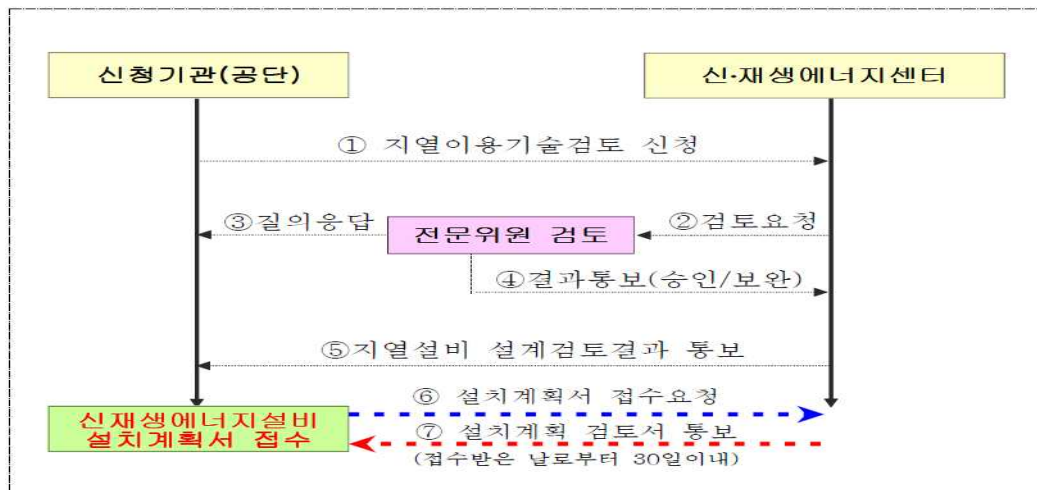 신청기관(공단)
신·재생에너지센터
① 지열이용기술검토 신청
③질의응답
전문위원 검토
②검토요청
④결과통보(승인/보완)
⑤지열설비 설계검토결과 통보
신재생에너지설비
설치계획서 접수
⑥ 설치계획서 접수요청
⑦ 설치계획 검토서 통보
(접수받은 날로부터 30일이내)